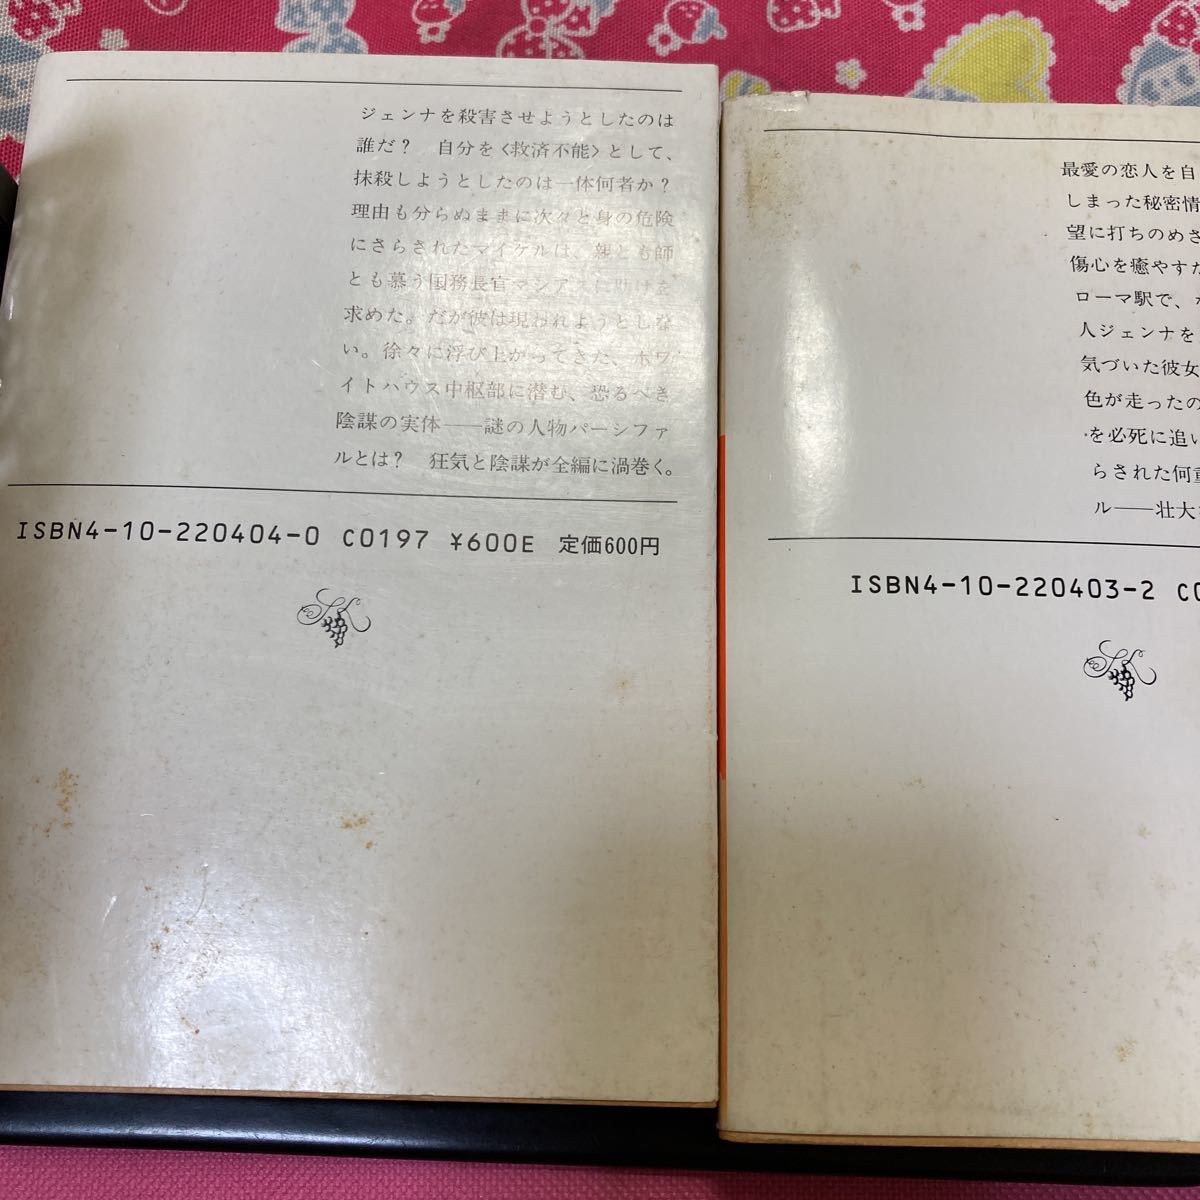 ジェンナを殺害させようとしたのは
誰だ？　自分を〈救済不能〉として、
抹殺しようとしたのは一体何者か？
理由も分らぬままに次々と身の危険
にさらされたマイケルは、親とも師
とも慕う国務長官マシアスに助けを
求めた。だが彼は現われようとしな
い。徐々に浮び上がってきた、ホワ
イトハウス中枢部に潜む、恐るべき
陰謀の実体――謎の人物パーシファ
ルとは？　狂気と陰謀が全編に渦巻く。
ISBN4-10-220404-0 C0197 ¥600E 定価600円
最愛の恋人を自
しまった秘密情
望に打ちのめさ
傷心を癒やすた
ローマ駅で、
人ジェンナを
気づいた彼女
色が走ったの
を必死に追い
らされた何重
ル――壮大
ISBN4-10-220403-2 C0